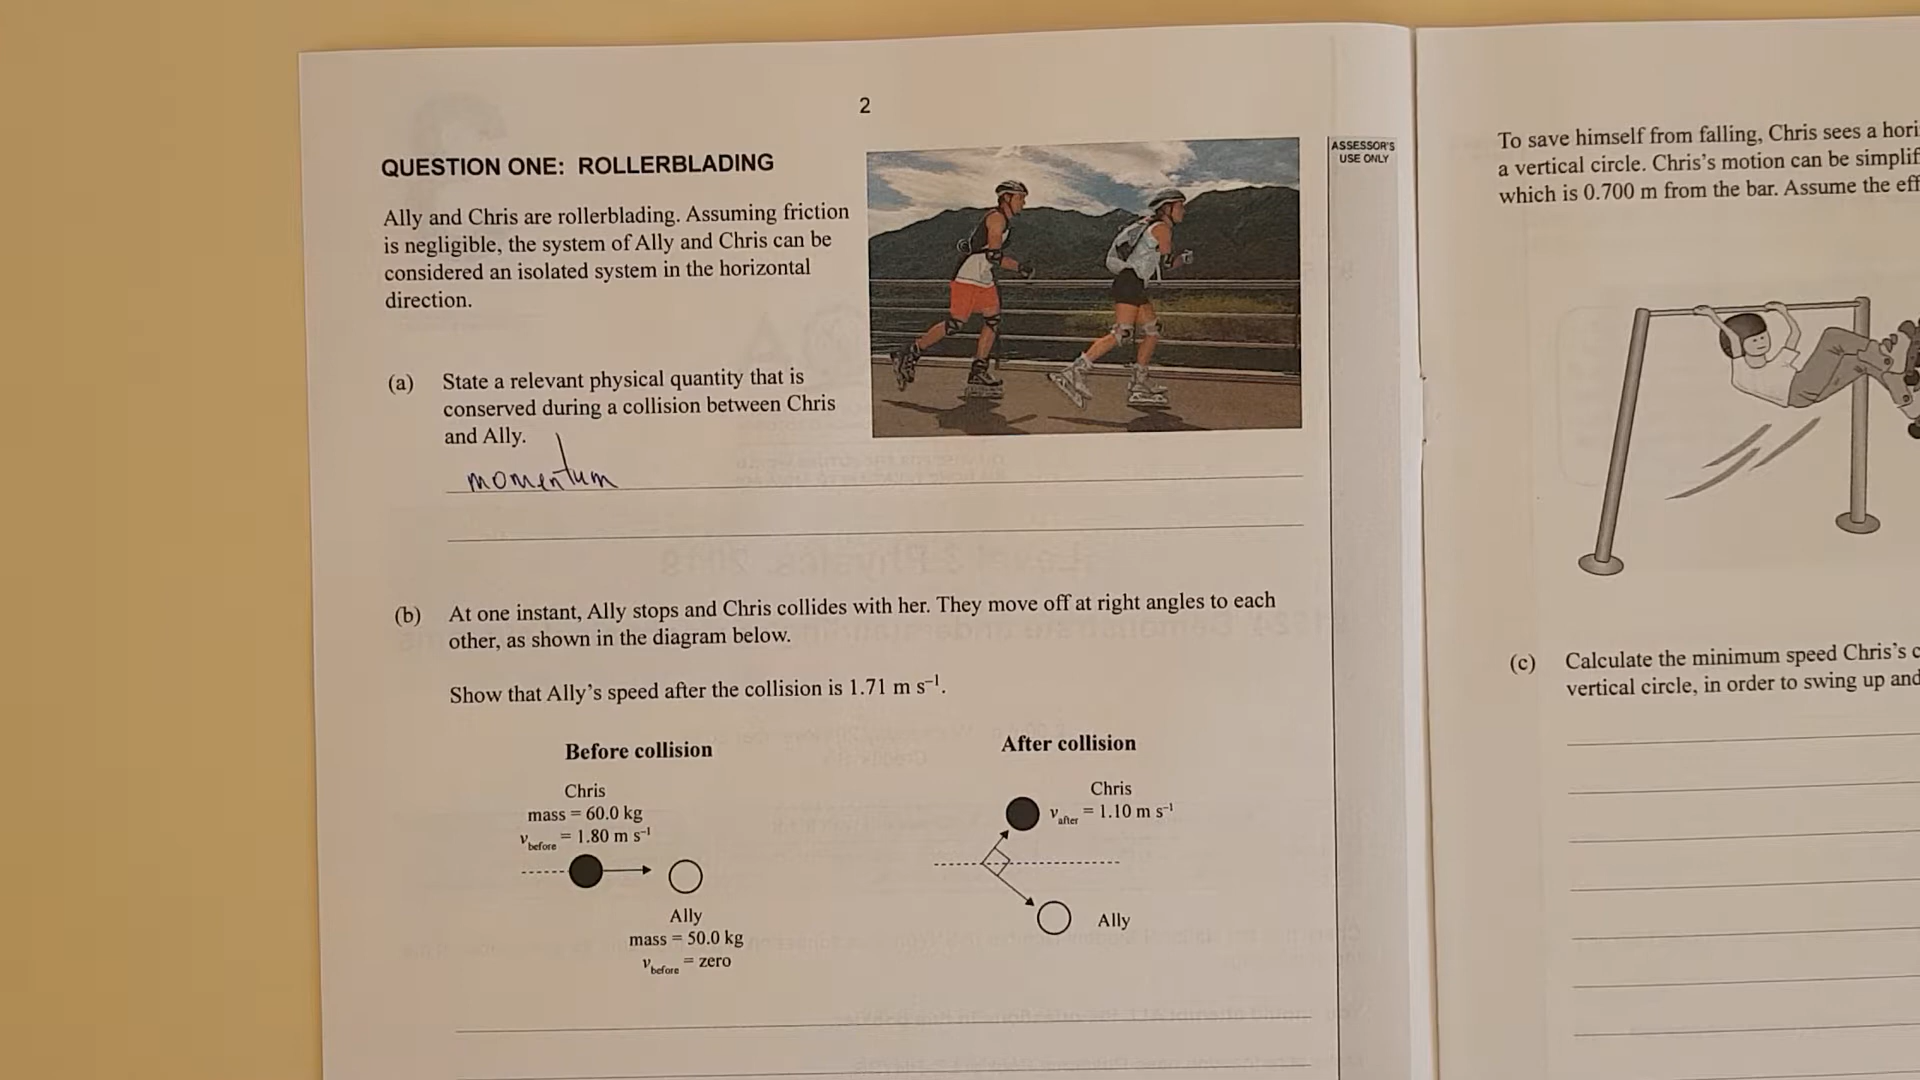 2
QUESTION ONE: ROLLERBLADING
Ally and Chris are rollerblading. Assuming friction
is negligible, the system of Ally and Chris can be
considered an isolated system in the horizontal
direction.
(a) State a relevant physical quantity that is
conserved during a collision between Chris
and Ally.
momentum
(b) At one instant, Ally stops and Chris collides with her. They move off at right angles to each
other, as shown in the diagram below.
Show that Ally's speed after the collision is 1.71 m s⁻¹.
Before collision
Chris
mass = 60.0 kg
v before = 1.80 m s⁻¹
Ally
mass = 50.0 kg
v before = zero
After collision
Chris
v after = 1.10 m s⁻¹
Ally
ASSESSOR'S
USE ONLY
To save himself from falling, Chris sees a
a vertical circle. Chris's motion can be
which is 0.700 m from the bar. Assume the
(c) Calculate the minimum speed Chris's
vertical circle, in order to swing up and